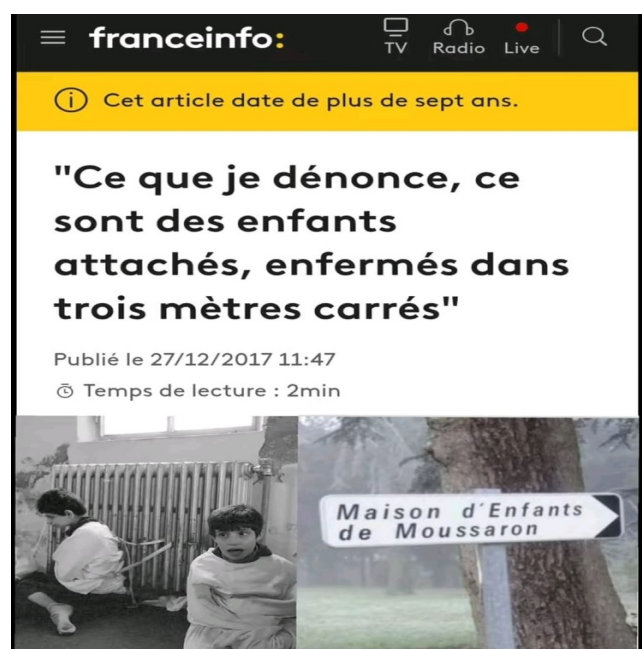 franceinfo:
TV Radio Live
Cet article date de plus de sept ans.
"Ce que je dénonce, ce
sont des enfants
attachés, enfermés dans
trois mètres carrés"
Publié le 27/12/2017 11:47
Temps de lecture : 2min
Maison d'Enfants
de Moussaron